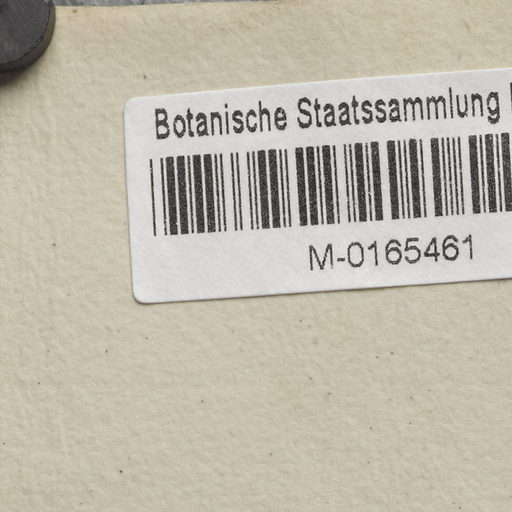 Botanische Staatssammlung
M-0165461